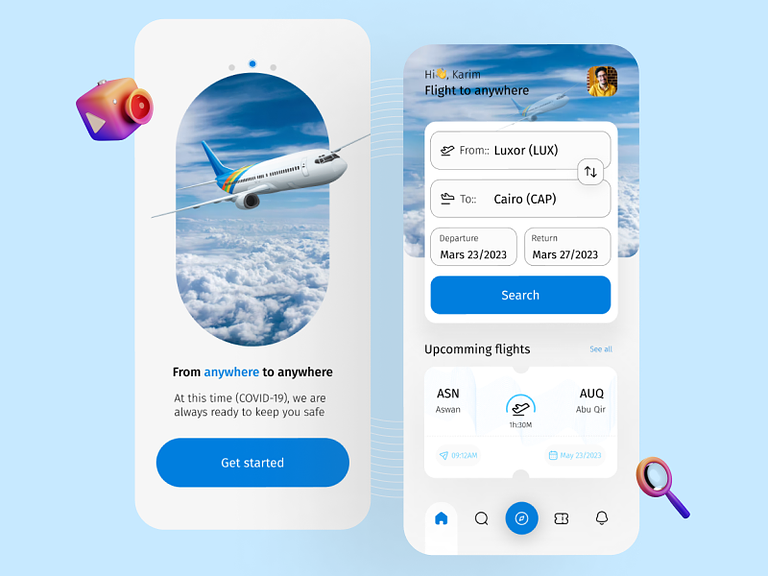 From anywhere to anywhere
At this time (COVID-19), we are
always ready to keep you safe
Get started
Hi👋, Karim
Flight to anywhere
From:: Luxor (LUX)
To:: Cairo (CAP)
Departure
Mars 23/2023
Return
Mars 27/2023
Search
Upcomming flights
See all
ASN
Aswan
1h:30M
AUQ
Abu Qir
09:12AM
May 23/2023